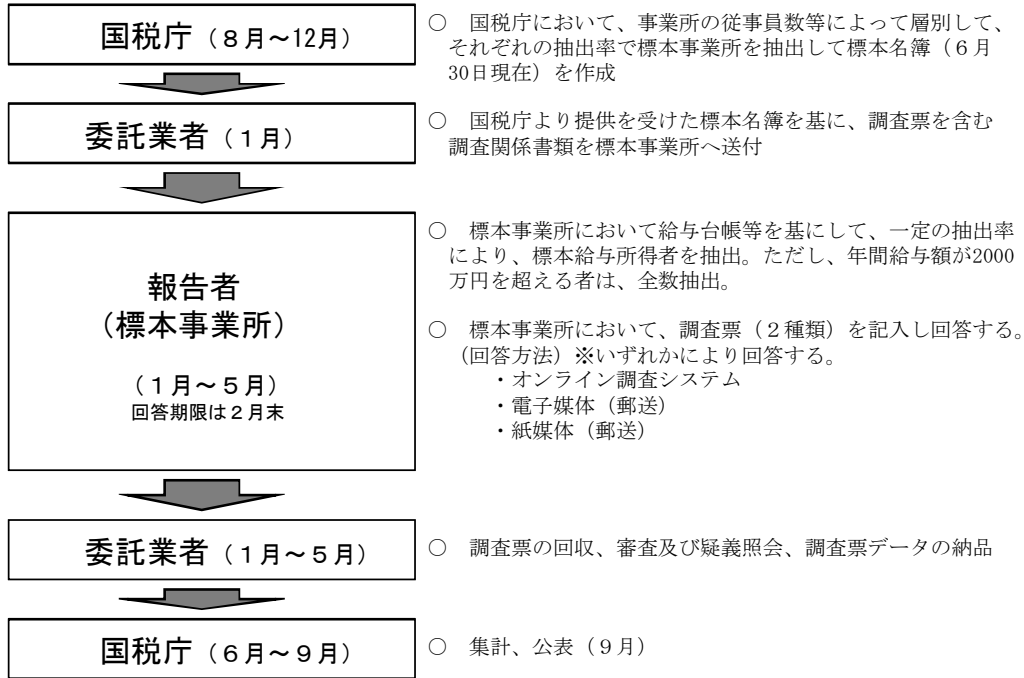 国税庁（８月～12月）
○　国税庁において、事業所の従事員数等によって層別して、
それぞれの抽出率で標本事業所を抽出して標本名簿（６月
30日現在）を作成
委託業者（１月）
○　国税庁より提供を受けた標本名簿を基に、調査票を含む
調査関係書類を標本事業所へ送付
報告者
（標本事業所）
（１月～５月）
回答期限は２月末
○　標本事業所において給与台帳等を基にして、一定の抽出率
により、標本給与所得者を抽出。ただし、年間給与額が2000
万円を超える者は、全数抽出。
○　標本事業所において、調査票（２種類）を記入し回答する。
（回答方法）※いずれかにより回答する。
・オンライン調査システム
・電子媒体（郵送）
・紙媒体（郵送）
委託業者（１月～５月）
○　調査票の回収、審査及び疑義照会、調査票データの納品
国税庁（６月～９月）
○　集計、公表（９月）